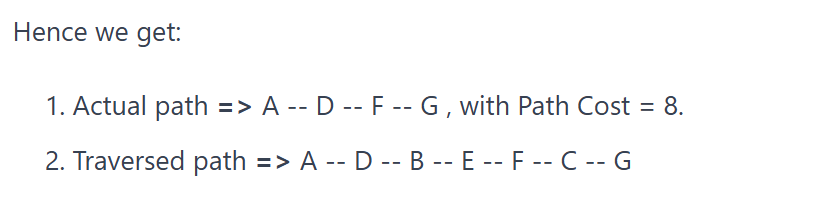 Hence we get:
1. Actual path => A -- D -- F -- G , with Path Cost = 8.
2. Traversed path => A -- D -- B -- E -- F -- C -- G